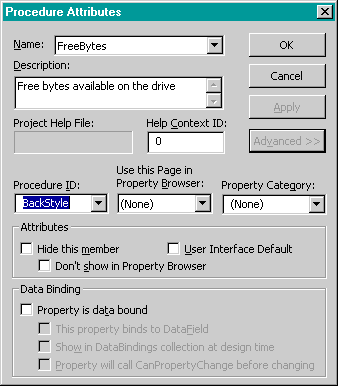 Procedure Attributes
Name: FreeBytes
OK
Description:
Free bytes available on the drive
Cancel
Apply
Project Help File: Help Context ID:
0
Advanced >>
Procedure ID: Use this Page in Property Browser: Property Category:
BackStyle (None) (None)
Attributes
Hide this member User Interface Default
Don't show in Property Browser
Data Binding
Property is data bound
This property binds to DataField
Show in DataBindings collection at design time
Property will call CanPropertyChange before changing